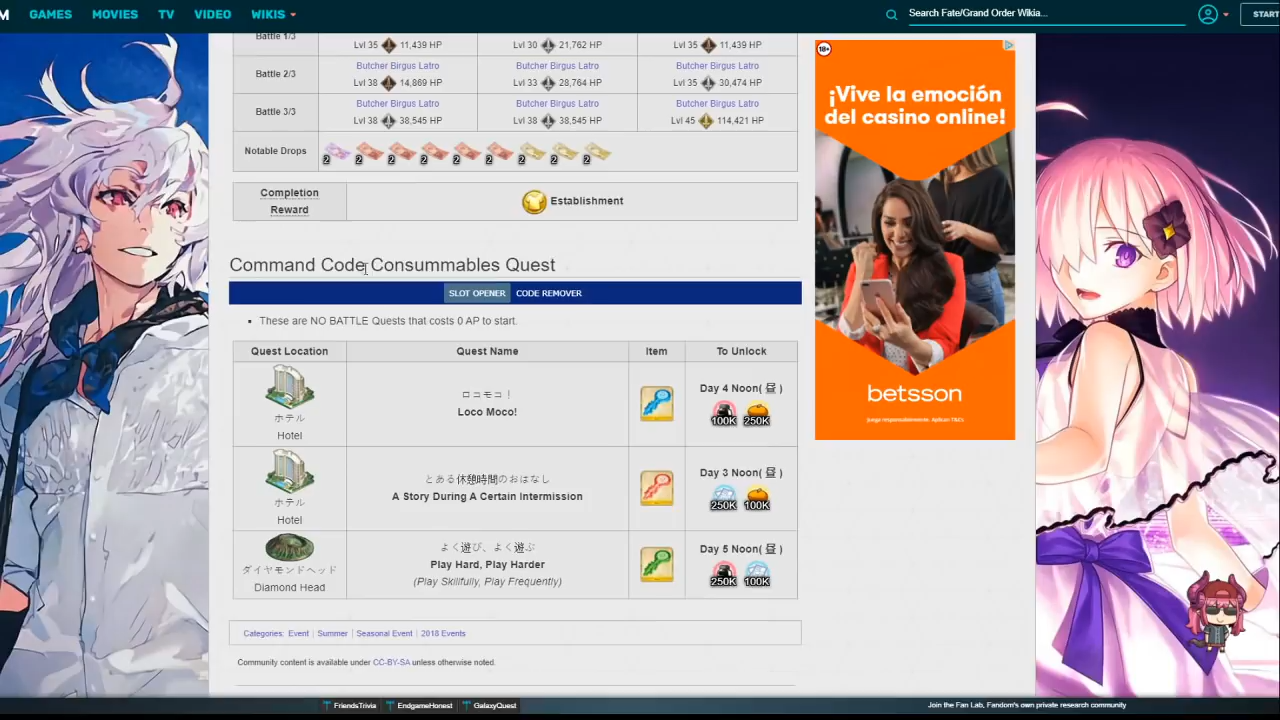 M GAMES MOVIES TV VIDEO WIKIS Search Fate/Grand Order Wikia... START
Battle 1/3 Lvl 35 11,439 HP Lvl 30 21,762 HP Lvl 35 11,439 HP
Butcher Birgus Latro Butcher Birgus Latro Butcher Birgus Latro
Battle 2/3
Lvl 38 14,869 HP Lvl 33 28,764 HP Lvl 35 30,474 HP
Butcher Birgus Latro Butcher Birgus Latro Butcher Birgus Latro
Battle 3/3
Lvl 38 38,545 HP Lvl 38 38,545 HP Lvl 45 114,421 HP
Notable Drops 2 2 2 2 2 2 2 2 2
Completion
Reward
Establishment
Command Code Consummables Quest
SLOT OPENER CODE REMOVER
These are NO BATTLE Quests that costs 0 AP to start.
Quest Location Quest Name Item To Unlock
ホテル
Hotel
ロコモコ！
Loco Moco!
Day 4 Noon( 昼 )
100K 250K
ホテル
Hotel
とある休憩時間のおはなし
A Story During A Certain Intermission
Day 3 Noon( 昼 )
250K 100K
ダイヤモンドヘッド
Diamond Head
よく遊び、よく遊ぶ
Play Hard, Play Harder
(Play Skillfully, Play Frequently)
Day 5 Noon( 昼 )
250K 100K
Categories: Event Summer Seasonal Event 2018 Events
Community content is available under CC-BY-SA unless otherwise noted.
18+
¡Vive la emoción
del casino online!
betsson
FriendsTrivia EndgameHonest GalaxyQuest Join the Fan Lab, Fandom's own private research community